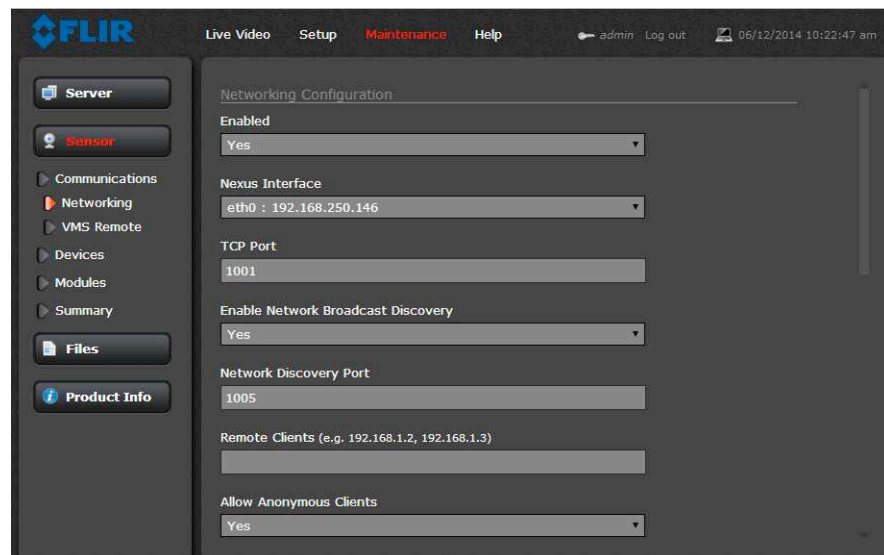 FLIR
Live Video Setup Maintenance Help admin Log out 06/12/2014 10:22:47 am
Server
Sensor
Communications
Networking
VMS Remote
Devices
Modules
Summary
Files
Product Info
Networking Configuration
Enabled
Yes
Nexus Interface
eth0 : 192.168.250.146
TCP Port
1001
Enable Network Broadcast Discovery
Yes
Network Discovery Port
1005
Remote Clients (e.g. 192.168.1.2, 192.168.1.3)
Allow Anonymous Clients
Yes